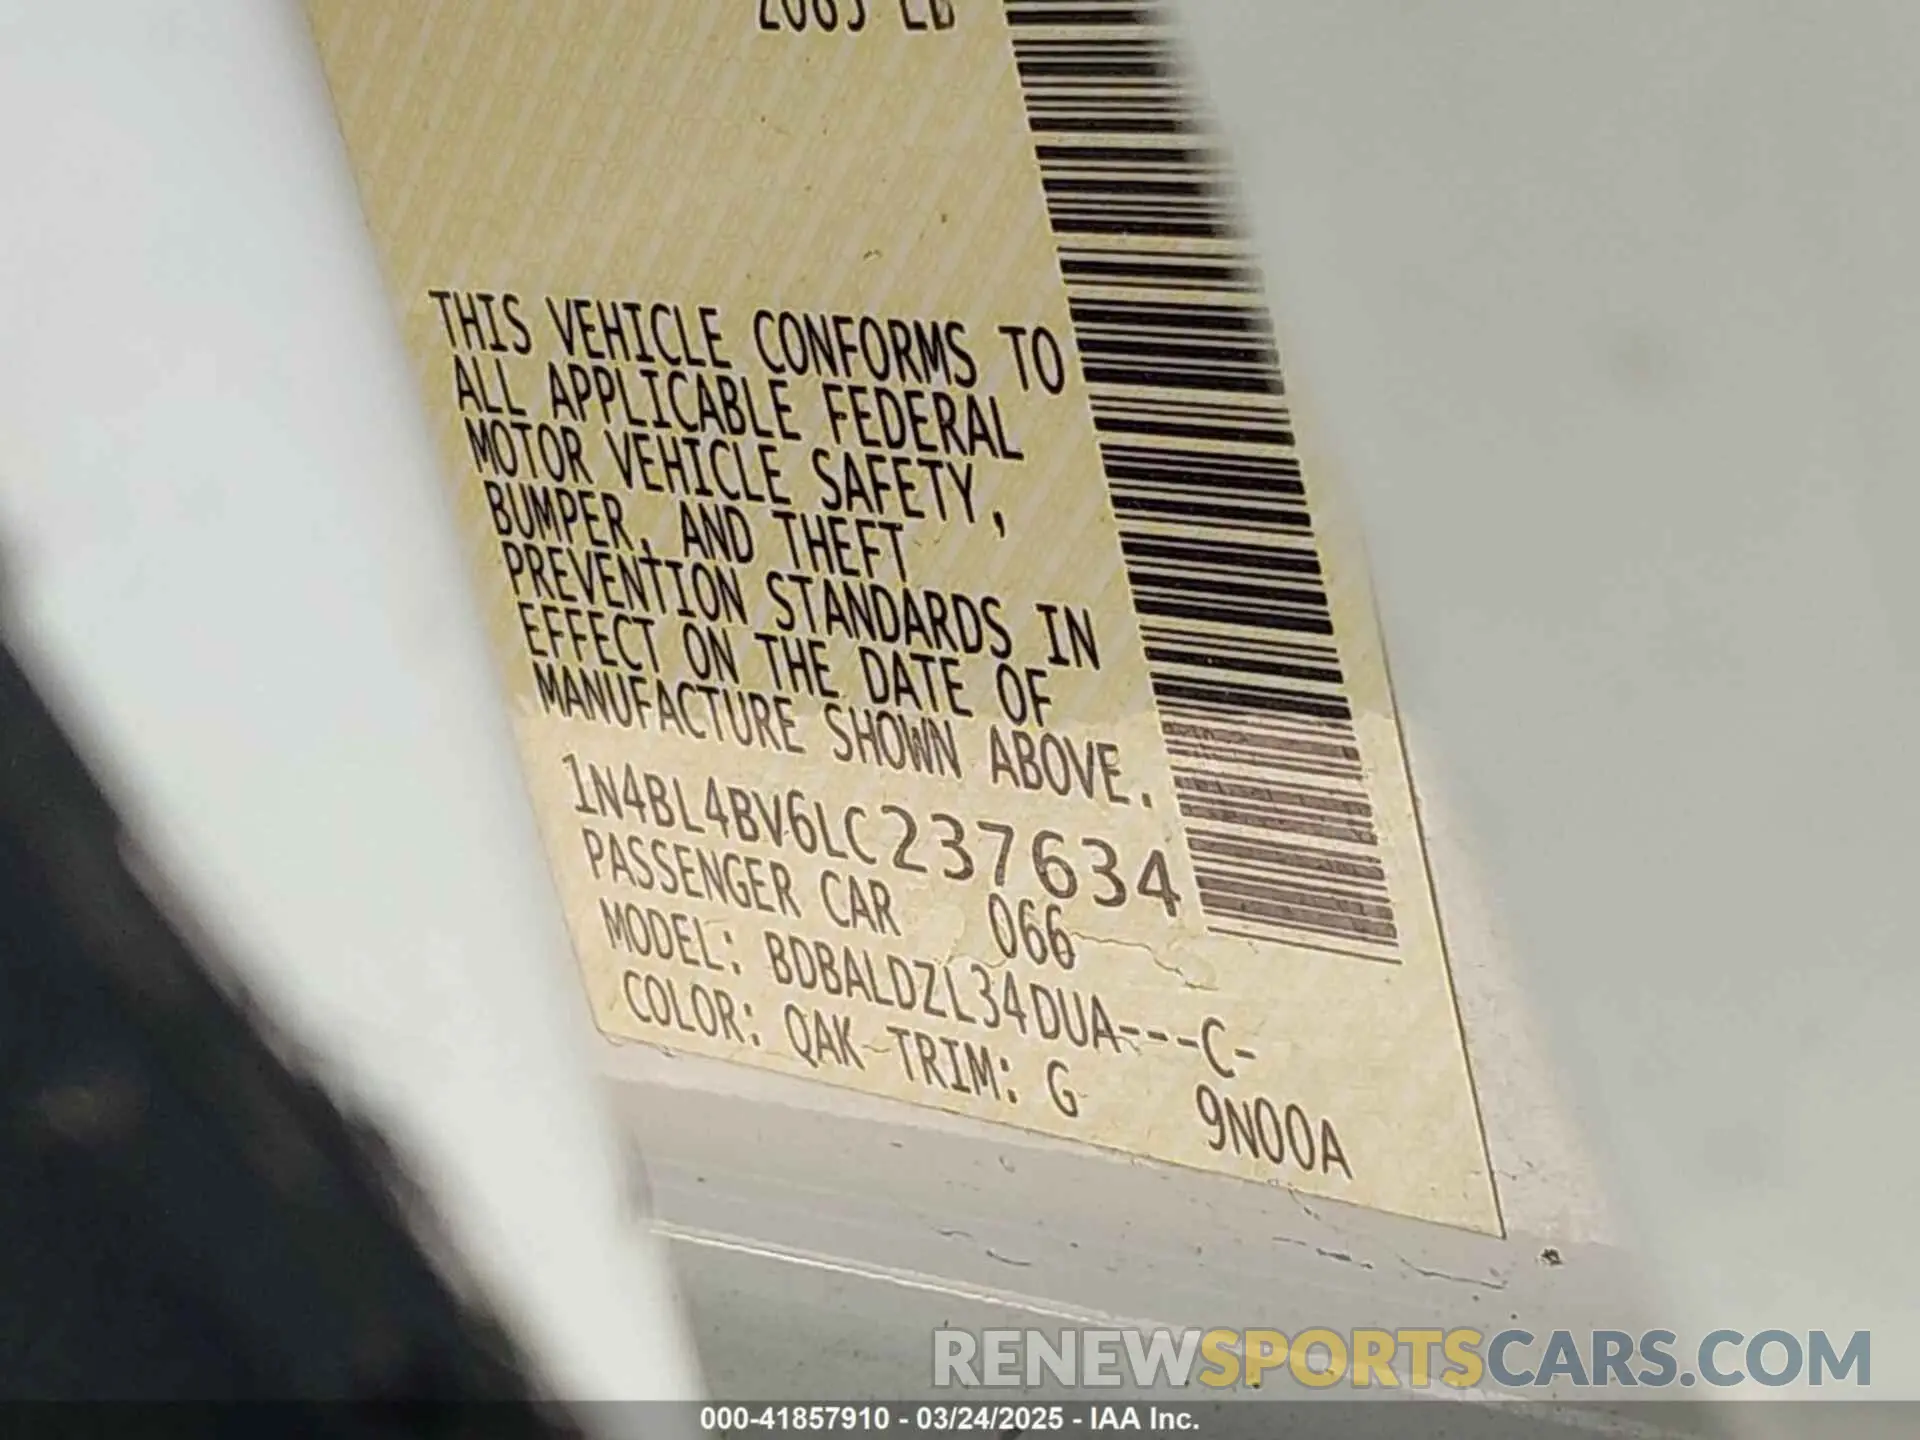 THIS VEHICLE CONFORMS TO
ALL APPLICABLE FEDERAL
MOTOR VEHICLE SAFETY,
BUMPER, AND THEFT
PREVENTION STANDARDS IN
EFFECT ON THE DATE OF
MANUFACTURE SHOWN ABOVE.
1N4BL4BV6LC237634
PASSENGER CAR 066
MODEL: BDBALDZL34DUA---C-
COLOR: QAK TRIM: G 9N00A
RENEWSPORTSCARS.COM
000-41857910 - 03/24/2025 - IAA Inc.